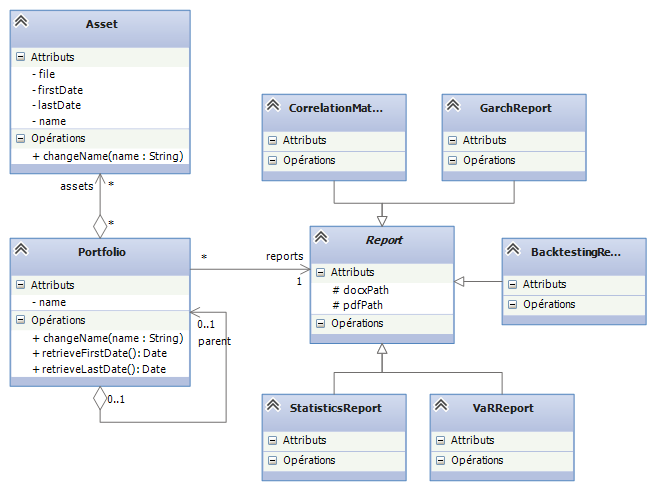 Asset
Attributs
- file
- firstDate
- lastDate
- name
Opérations
+ changeName(name : String)
assets
*
*
Portfolio
Attributs
- name
Opérations
+ changeName(name : String)
+ retrieveFirstDate(): Date
+ retrieveLastDate(): Date
0..1
parent
0..1
*
reports
1
CorrelationMat...
Attributs
Opérations
GarchReport
Attributs
Opérations
Report
Attributs
# docxPath
# pdfPath
Opérations
BacktestingRe...
Attributs
Opérations
StatisticsReport
Attributs
Opérations
VaRReport
Attributs
Opérations